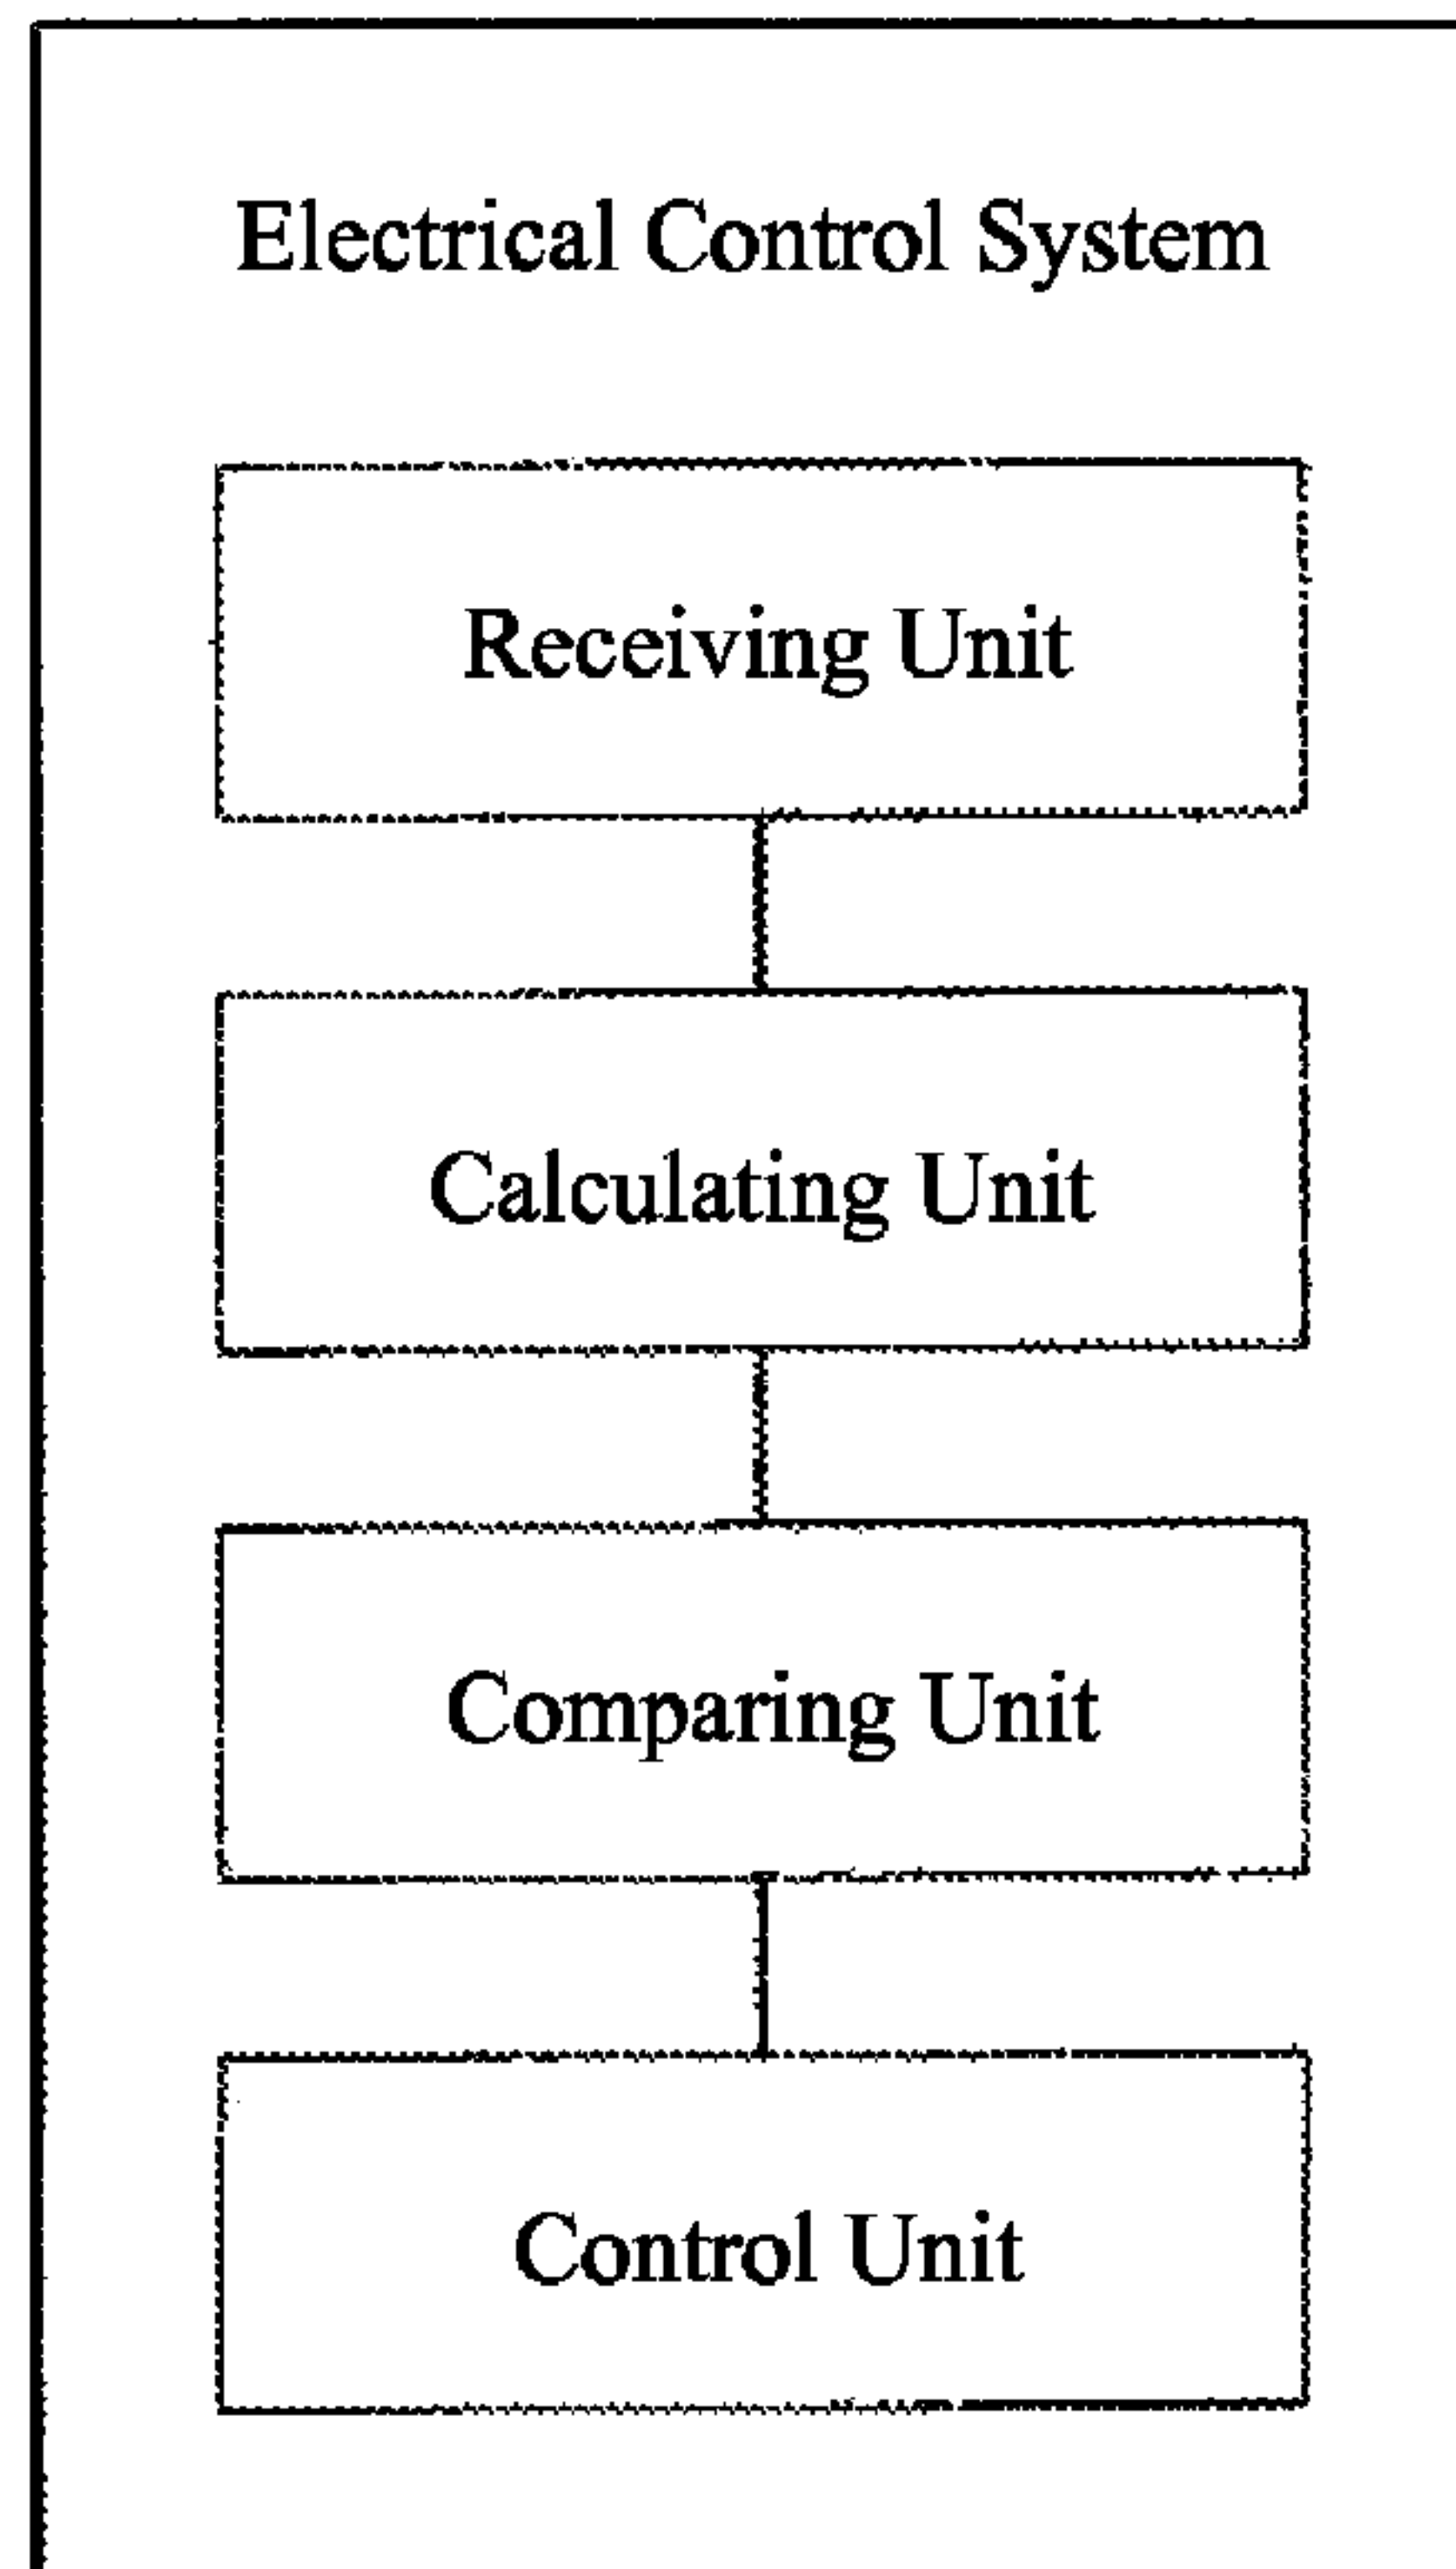 Electrical Control System
Receiving Unit
Calculating Unit
Comparing Unit
Control Unit